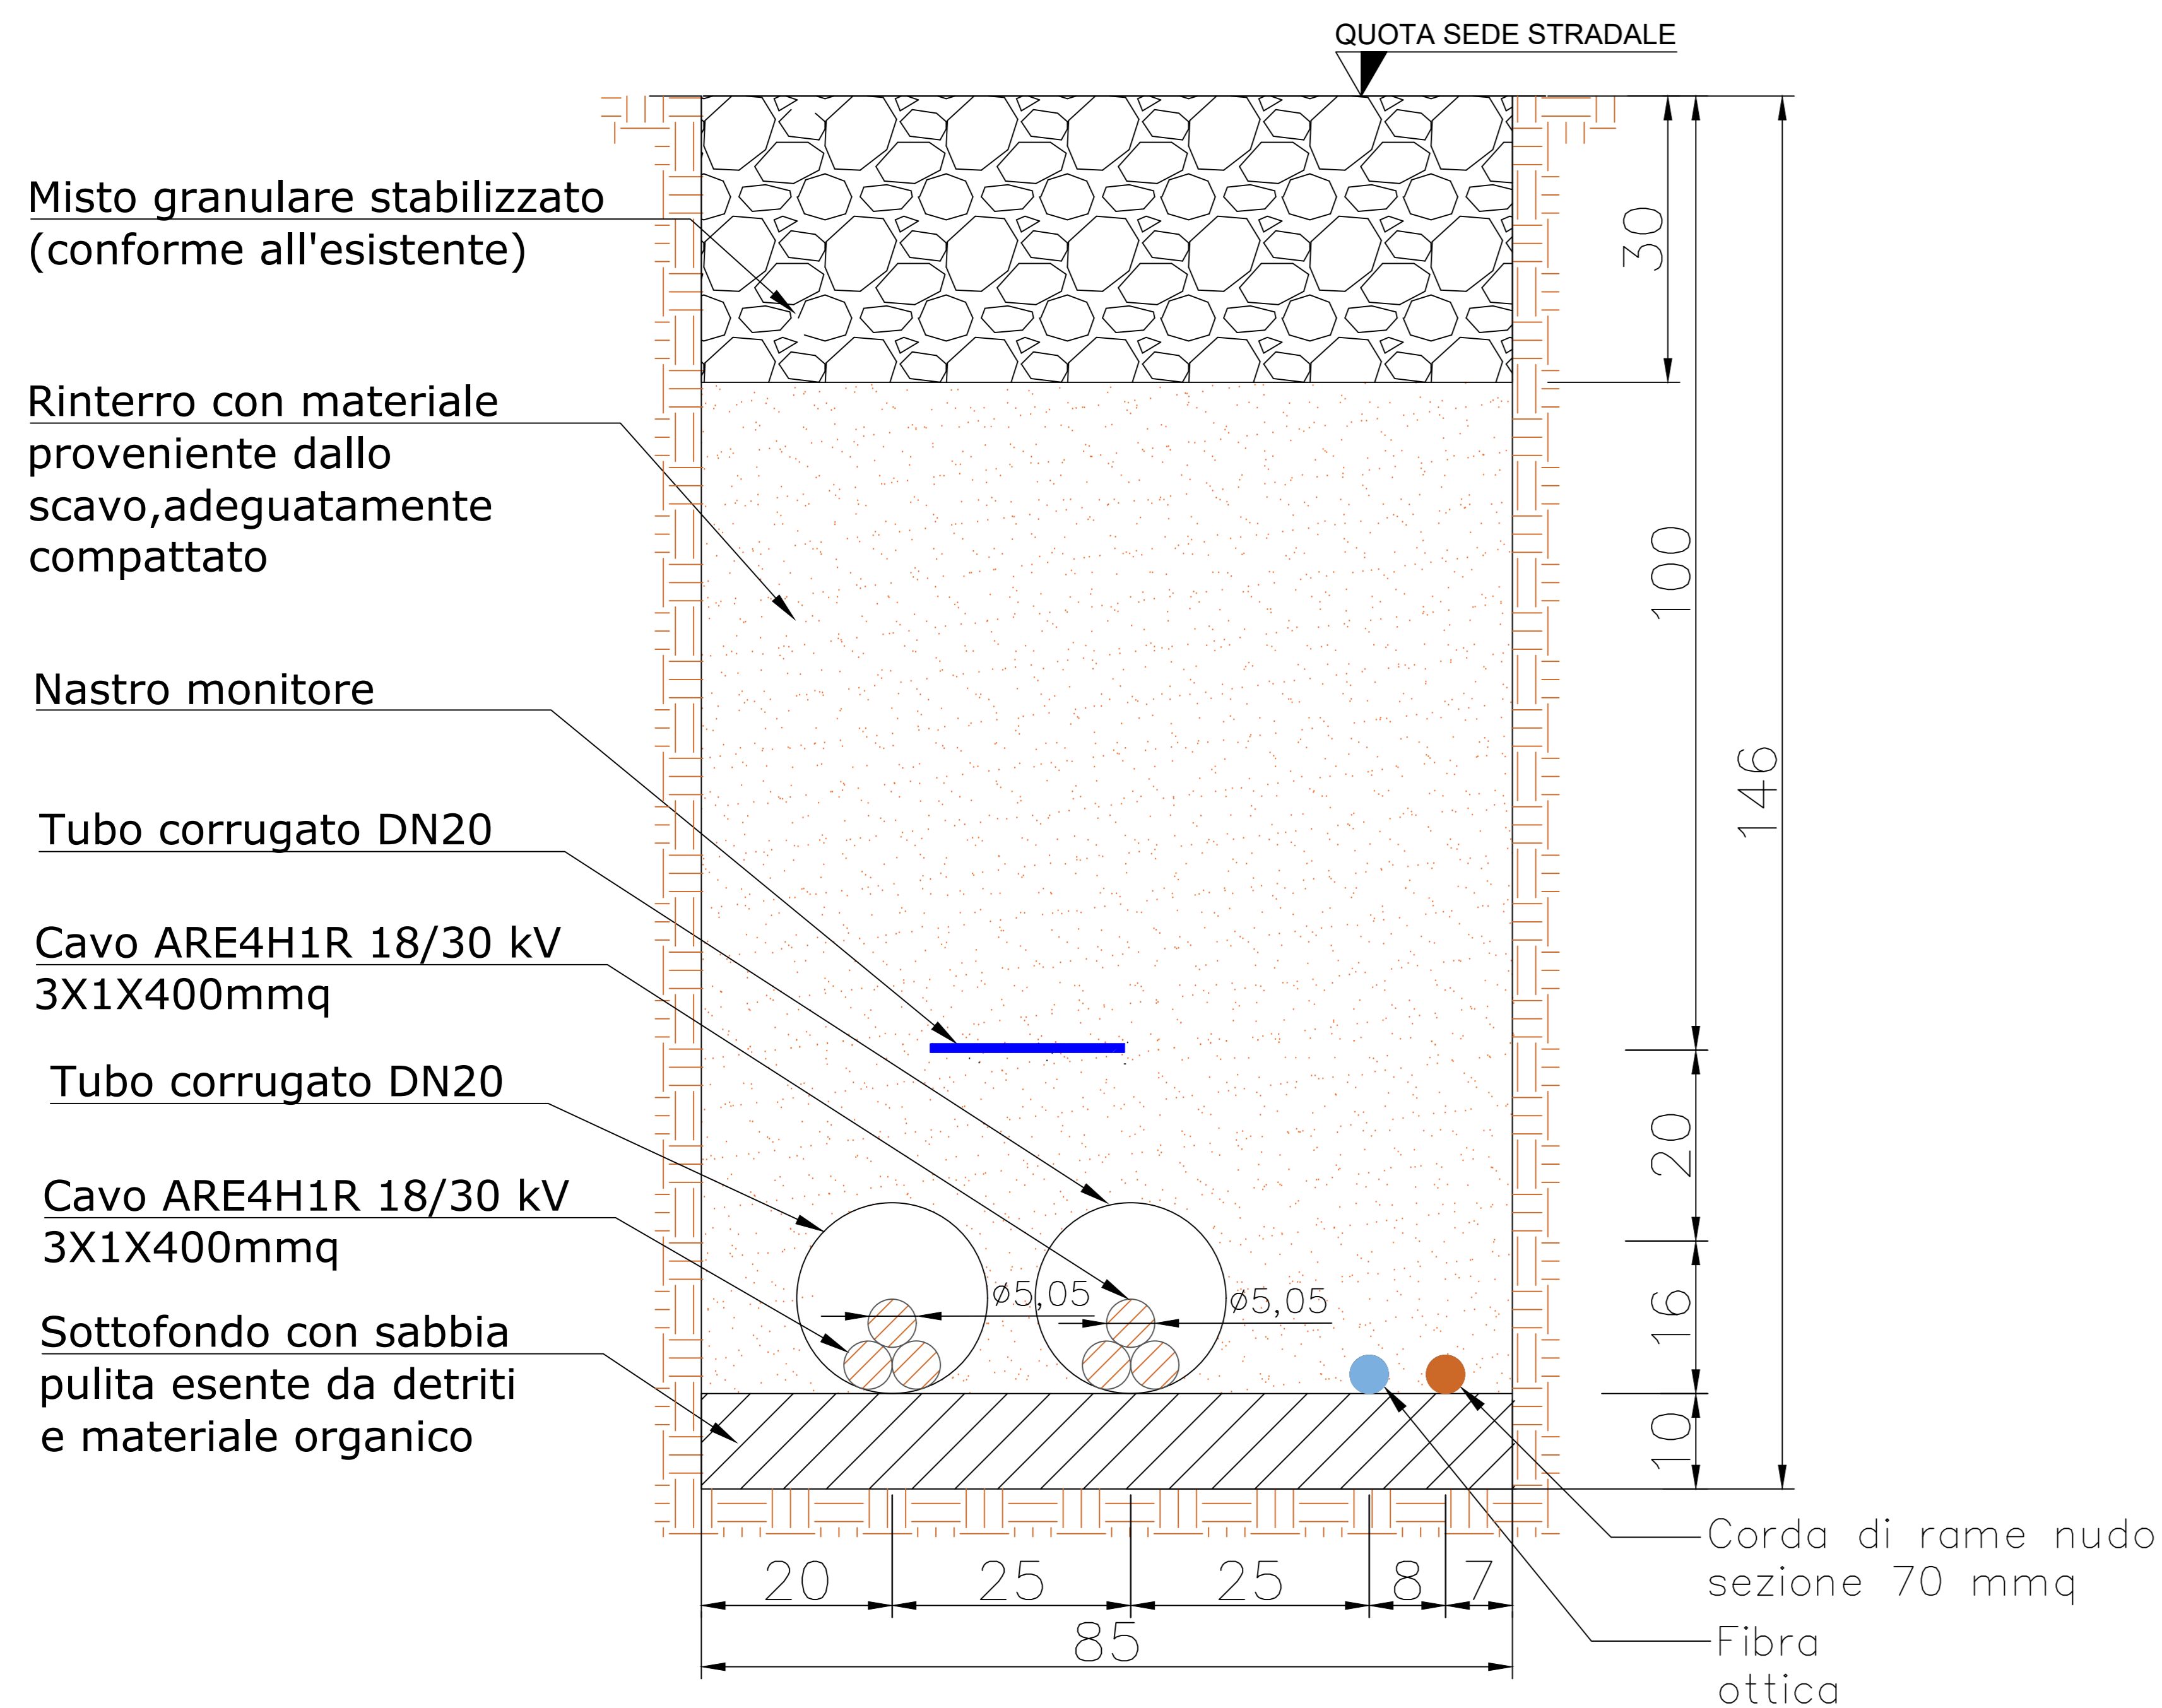 QUOTA SEDE STRADALE
Misto granulare stabilizzato
(conforme all'esistente)
Rinterro con materiale
proveniente dallo
scavo,adeguatamente
compattato
Nastro monitore
Tubo corrugato DN20
Cavo ARE4H1R 18/30 kV
3X1X400mmq
Tubo corrugato DN20
Cavo ARE4H1R 18/30 kV
3X1X400mmq
Sottofondo con sabbia
pulita esente da detriti
e materiale organico
ø5,05
ø5,05
30
100
146
20
16
10
20
25
25
8
7
85
Corda di rame nudo
sezione 70 mmq
Fibra
ottica